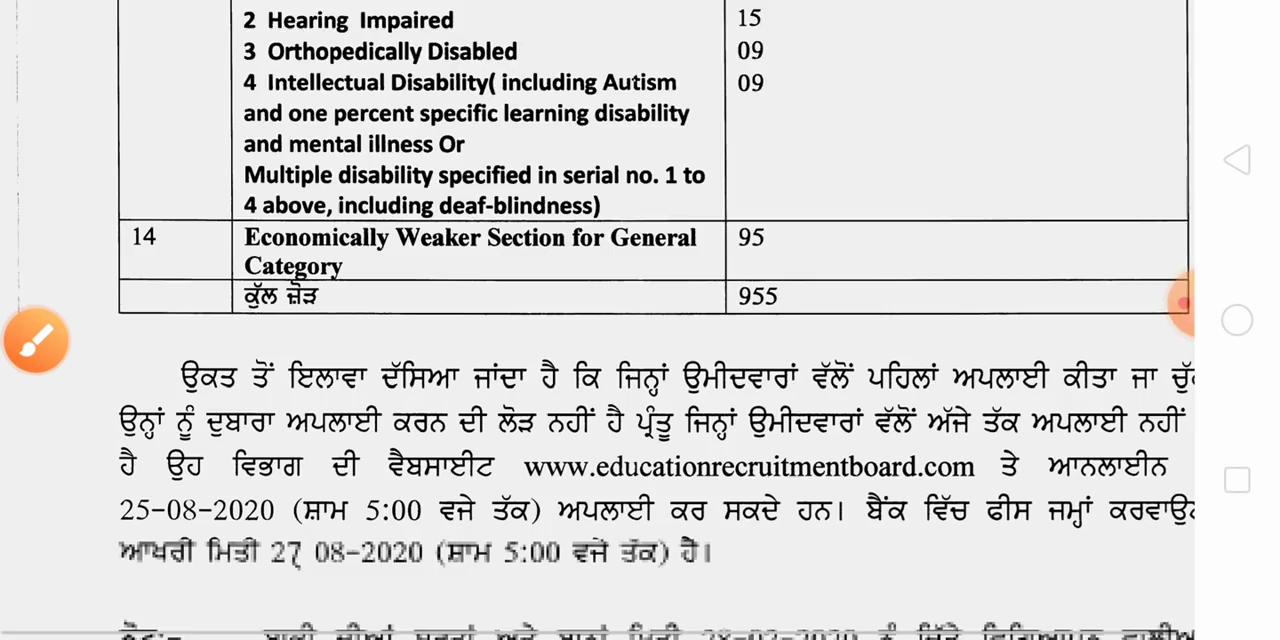 2 Hearing Impaired 15
3 Orthopedically Disabled 09
4 Intellectual Disability( including Autism 09
and one percent specific learning disability
and mental illness Or
Multiple disability specified in serial no. 1 to
4 above, including deaf-blindness)
14 Economically Weaker Section for General 95
Category
ਕੁੱਲ ਜ਼ੋੜ 955
ਉਕਤ ਤੋਂ ਇਲਾਵਾ ਦੱਸਿਆ ਜਾਂਦਾ ਹੈ ਕਿ ਜਿਨ੍ਹਾਂ ਉਮੀਦਵਾਰਾਂ ਵੱਲੋਂ ਪਹਿਲਾਂ ਅਪਲਾਈ ਕੀਤਾ ਜਾ
ਉਨ੍ਹਾਂ ਨੂੰ ਦੁਬਾਰਾ ਅਪਲਾਈ ਕਰਨ ਦੀ ਲੋੜ ਨਹੀਂ ਹੈ ਪ੍ਰੰਤੂ ਜਿਨ੍ਹਾਂ ਉਮੀਦਵਾਰਾਂ ਵੱਲੋਂ ਅੱਜੇ ਤੱਕ ਅਪਲਾਈ ਨਹੀਂ
ਹੈ ਉਹ ਵਿਭਾਗ ਦੀ ਵੈਬਸਾਈਟ www.educationrecruitmentboard.com ਤੇ ਆਨਲਾਈਨ
25-08-2020 (ਸ਼ਾਮ 5:00 ਵਜੇ ਤੱਕ) ਅਪਲਾਈ ਕਰ ਸਕਦੇ ਹਨ। ਬੈਂਕ ਵਿੱਚ ਫੀਸ ਜਮ੍ਹਾਂ
ਆਖਰੀ ਮਿਤੀ 27 08-2020 (ਸ਼ਾਮ 5:00 ਵਜੇ ਤੱਕ) ਹੈ।